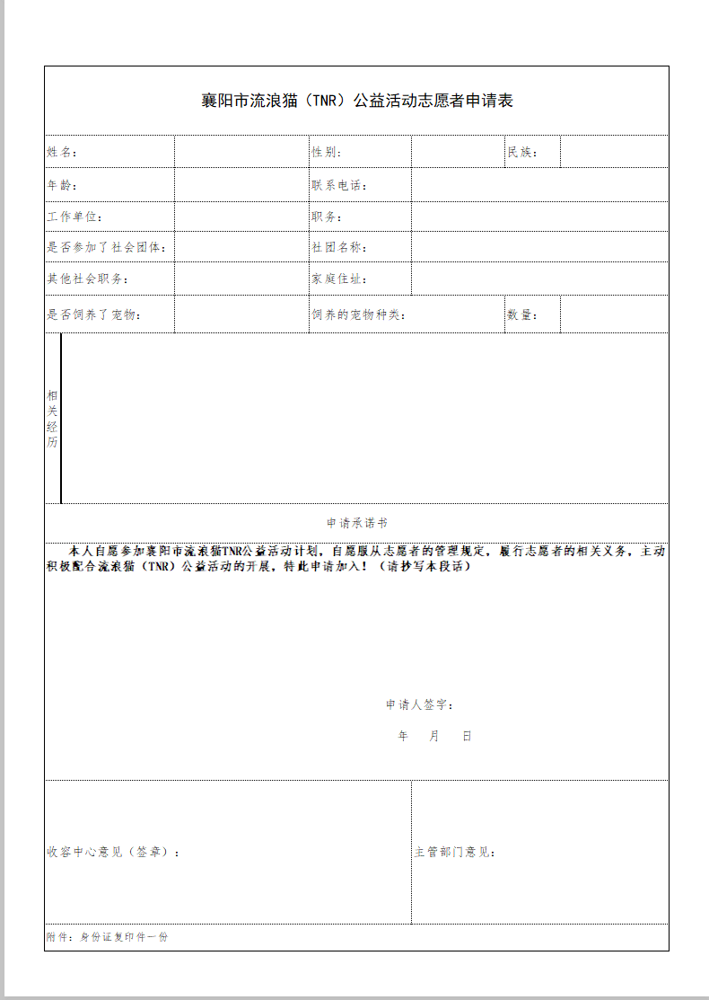 襄阳市流浪猫（TNR）公益活动志愿者申请表
姓名： 性别: 民族：
年龄： 联系电话：
工作单位： 职务：
是否参加了社会团体： 社团名称：
其他社会职务： 家庭住址：
是否饲养了宠物： 饲养的宠物种类： 数量：
相
关
经
历
申请承诺书
本人自愿参加襄阳市流浪猫TNR公益活动计划，自愿服从志愿者的管理规定，履行志愿者的相关义务，主动
积极配合流浪猫（TNR）公益活动的开展，特此申请加入！（请抄写本段话）
申请人签字：
年 月 日
收容中心意见（签章）： 主管部门意见：
附件：身份证复印件一份